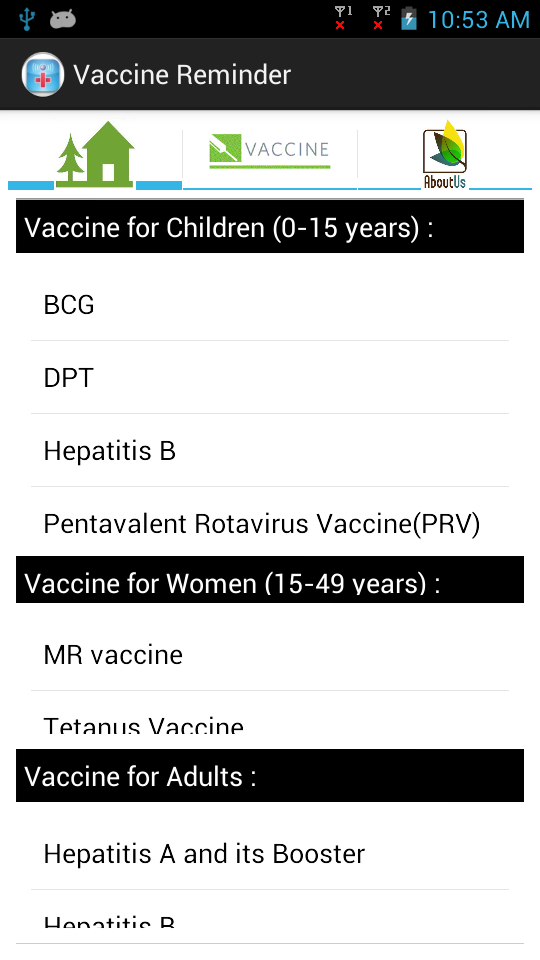 1 2 10:53 AM
Vaccine Reminder
VACCINE
AboutUs
Vaccine for Children (0-15 years) :
BCG
DPT
Hepatitis B
Pentavalent Rotavirus Vaccine(PRV)
Vaccine for Women (15-49 years) :
MR vaccine
Tetanus Vaccine
Vaccine for Adults :
Hepatitis A and its Booster
Hepatitis B